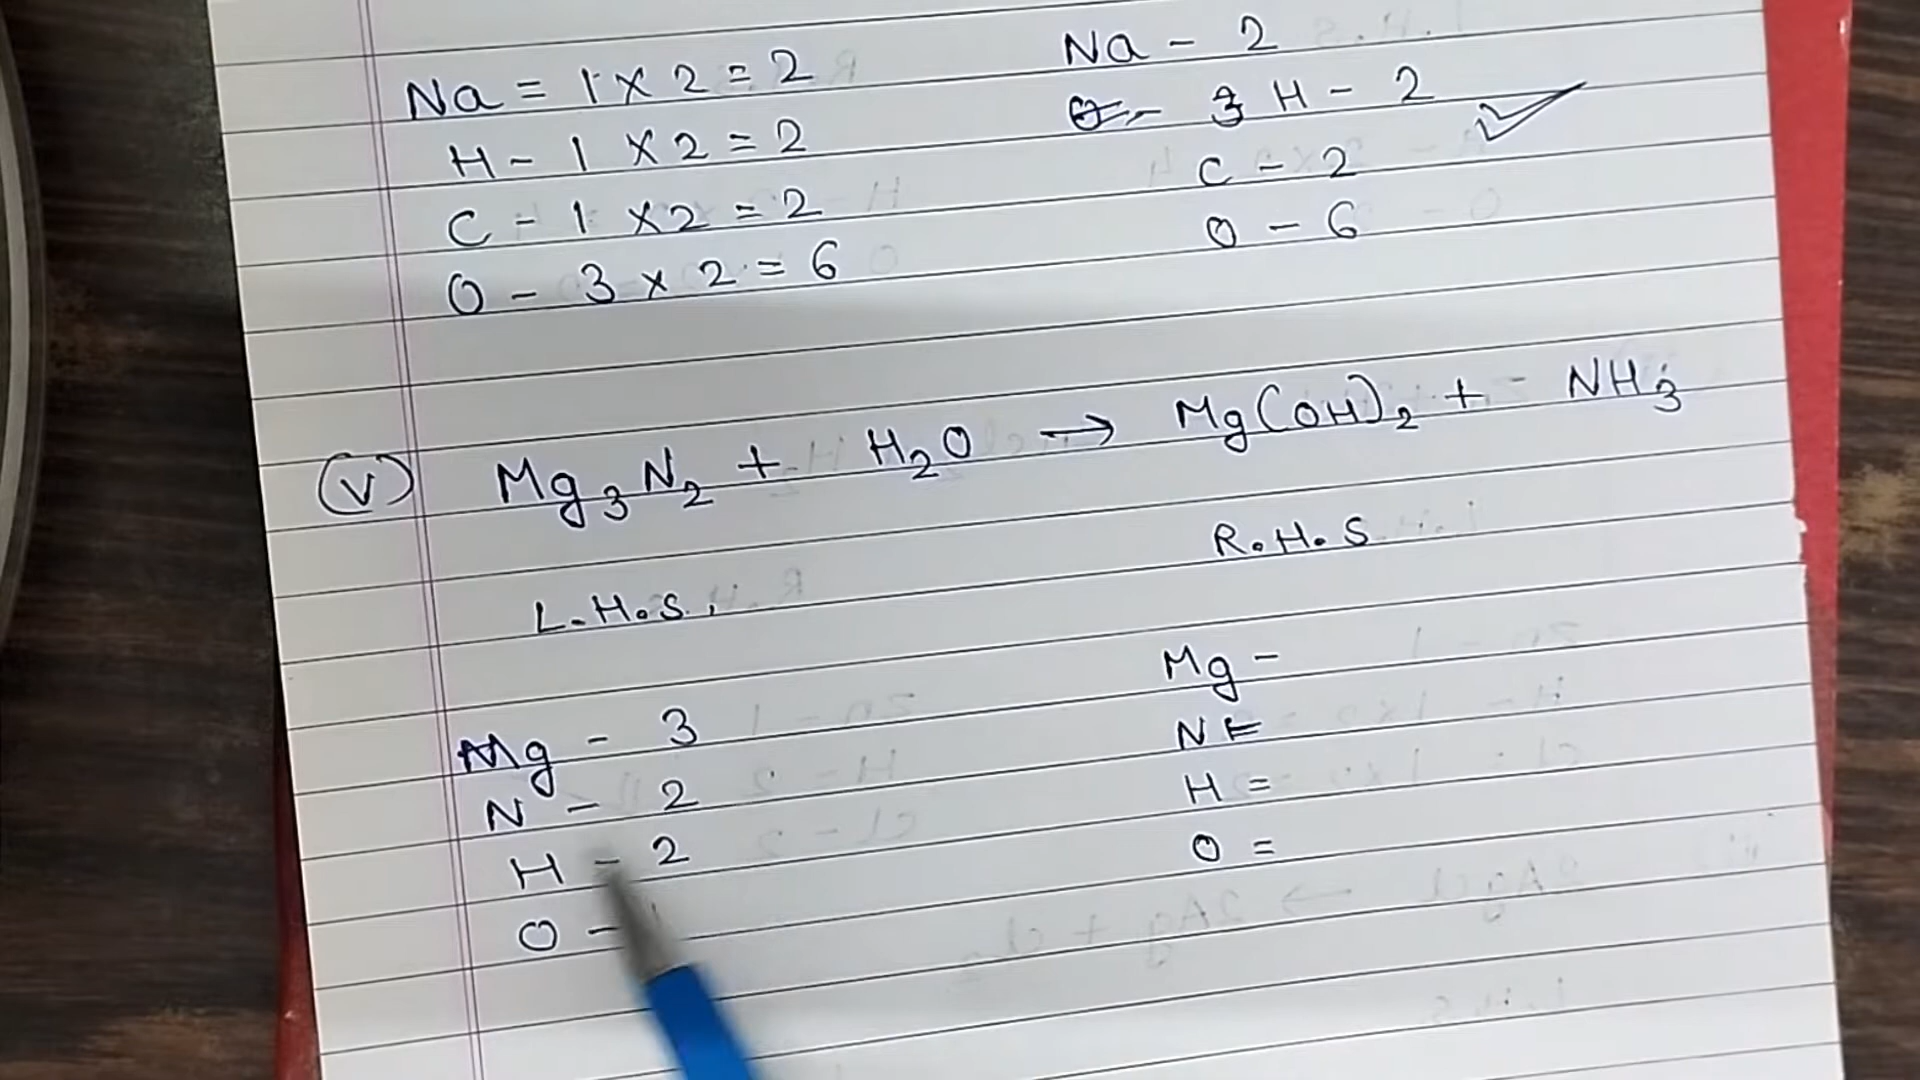 Na = 1 x 2 = 2
H - 1 x 2 = 2
C - 1 x 2 = 2
O - 3 x 2 = 6
Na - 2
H - 2
C - 2
O - 6
(v) Mg₃N₂ + H₂O → Mg(OH)₂ + NH₃
L.H.S.
R.H.S
Mg - 3
N - 2
H - 2
O -
Mg -
N =
H =
O =